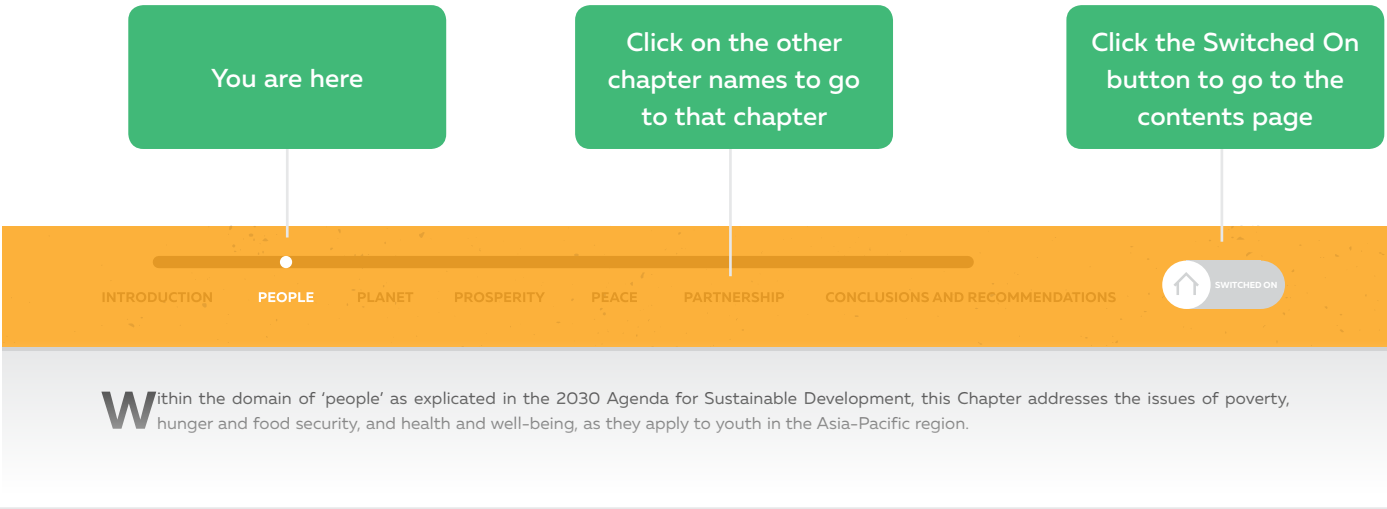 You are here
Click on the other
chapter names to go
to that chapter
Click the Switched On
button to go to the
contents page
INTRODUCTION PEOPLE PLANET PROSPERITY PEACE PARTNERSHIP CONCLUSIONS AND RECOMMENDATIONS SWITCHED ON
Within the domain of ‘people’ as explicated in the 2030 Agenda for Sustainable Development, this Chapter addresses the issues of poverty,
hunger and food security, and health and well-being, as they apply to youth in the Asia-Pacific region.